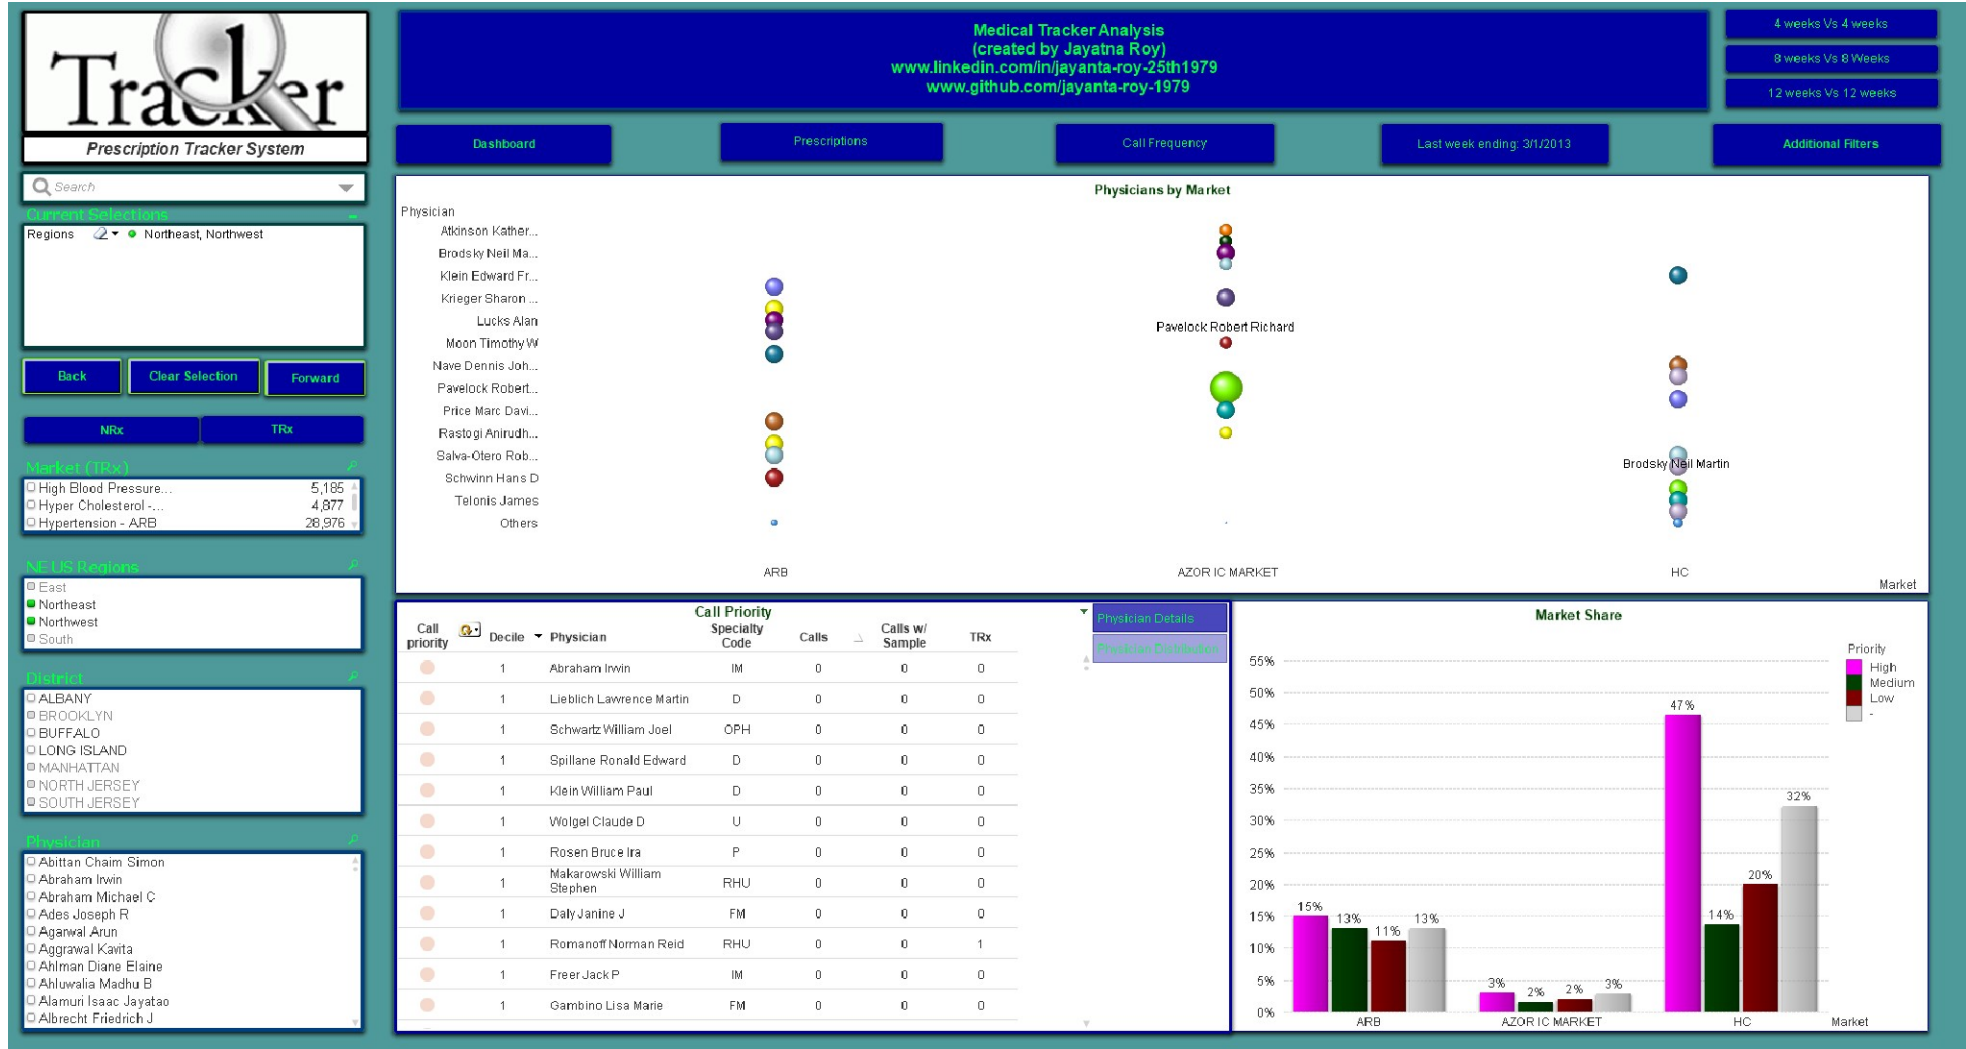 Tracker
Prescription Tracker System
Medical Tracker Analysis
(created by Jayatna Roy)
www.linkedin.com/in/jayanta-roy-25th1979
www.github.com/jayanta-roy-1979
4 weeks Vs 4 weeks
8 weeks Vs 8 Weeks
12 weeks Vs 12 weeks
Dashboard
Prescriptions
Call Frequency
Last week ending: 3/1/2013
Additional Filters
Search
Current Selections
Regions Northeast, Northwest
Back
Clear Selection
Forward
NRx
TRx
Market (TRx)
High Blood Pressure... 5,185
Hyper Cholesterol -... 4,877
Hypertension - ARB 28,976
NE US Regions
East
Northeast
Northwest
South
District
ALBANY
BROOKLYN
BUFFALO
LONG ISLAND
MANHATTAN
NORTH JERSEY
SOUTH JERSEY
Physician
Abittan Chaim Simon
Abraham Irwin
Abraham Michael C
Ades Joseph R
Agarwal Arun
Aggrawal Kavita
Ahlman Diane Elaine
Ahluwalia Madhu B
Alamuri Isaac Jayatao
Albrecht Friedrich J
Physicians by Market
Physician
Atkinson Kather...
Brodsky Neil Ma...
Klein Edward Fr...
Krieger Sharon ...
Lucks Alan
Moon Timothy W
Nave Dennis Joh...
Pavelock Robert...
Price Marc Davi...
Rastogi Anirudh...
Salva-Otero Rob...
Schwinn Hans D
Telonis James
Others
Pavelock Robert Richard
Brodsky Neil Martin
ARB
AZOR IC MARKET
HC
Market
Call Priority
Call priority Decile Physician Specialty Code Calls Calls w/ Sample TRx
1 Abraham Irwin IM 0 0 0
1 Lieblich Lawrence Martin D 0 0 0
1 Schwartz William Joel OPH 0 0 0
1 Spillane Ronald Edward D 0 0 0
1 Klein William Paul D 0 0 0
1 Wolgel Claude D U 0 0 0
1 Rosen Bruce Ira P 0 0 0
1 Makarowski William Stephen RHU 0 0 0
1 Daly Janine J FM 0 0 0
1 Romanoff Norman Reid RHU 0 0 1
1 Freer Jack P IM 0 0 0
1 Gambino Lisa Marie FM 0 0 0
Physician Details
Physician Distribution
Market Share
55%
50%
45%
40%
35%
30%
25%
20%
15%
10%
5%
0%
15%
13%
11%
13%
3%
2%
2%
3%
47%
14%
20%
32%
ARB
AZOR IC MARKET
HC
Market
Priority
High
Medium
Low
-